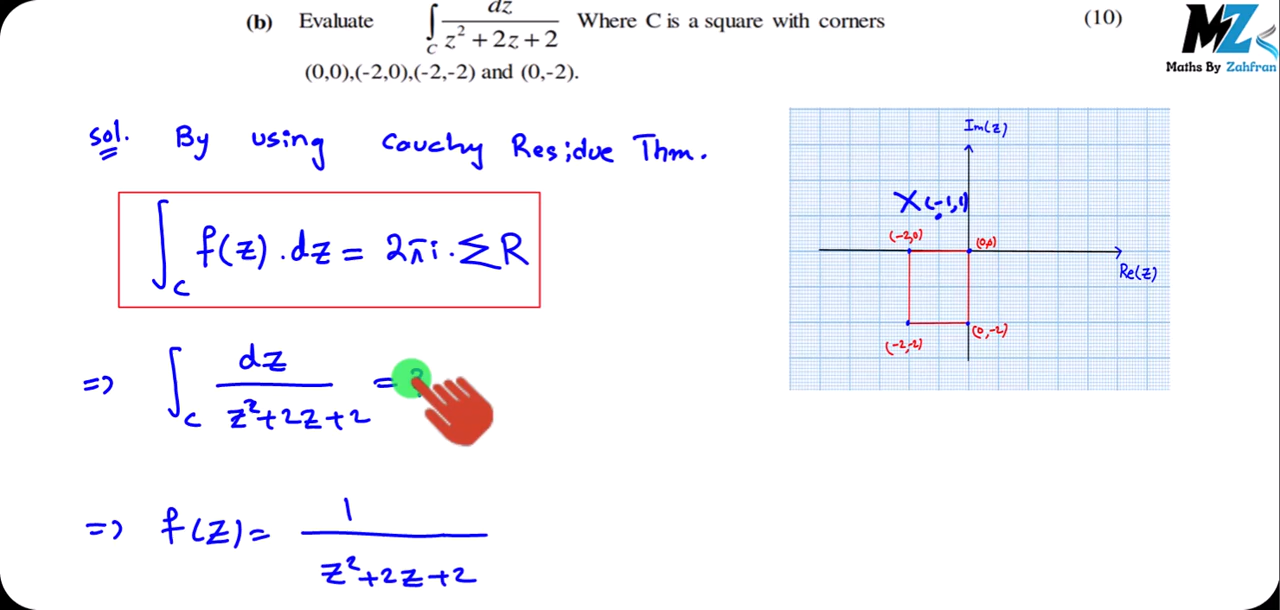 (b) Evaluate ∫_C dz / (z² + 2z + 2) Where C is a square with corners (10)
(0,0),(-2,0),(-2,-2) and (0,-2).
MZ
Maths By Zahfran
Sol. By using Cauchy Residue Thm.
∫_C f(z).dz = 2πi.ΣR
⇒ ∫_C dz / (z²+2z+2) = ?
⇒ f(z) = 1 / (z²+2z+2)
Im(z)
X(-1,1)
(-2,0)
(0,0)
Re(z)
(0,-2)
(-2,-2)